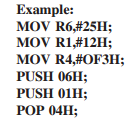 Example:
MOV R6,#25H;
MOV R1,#12H;
MOV R4,#OF3H;
PUSH 06H;
PUSH 01H;
POP 04H;